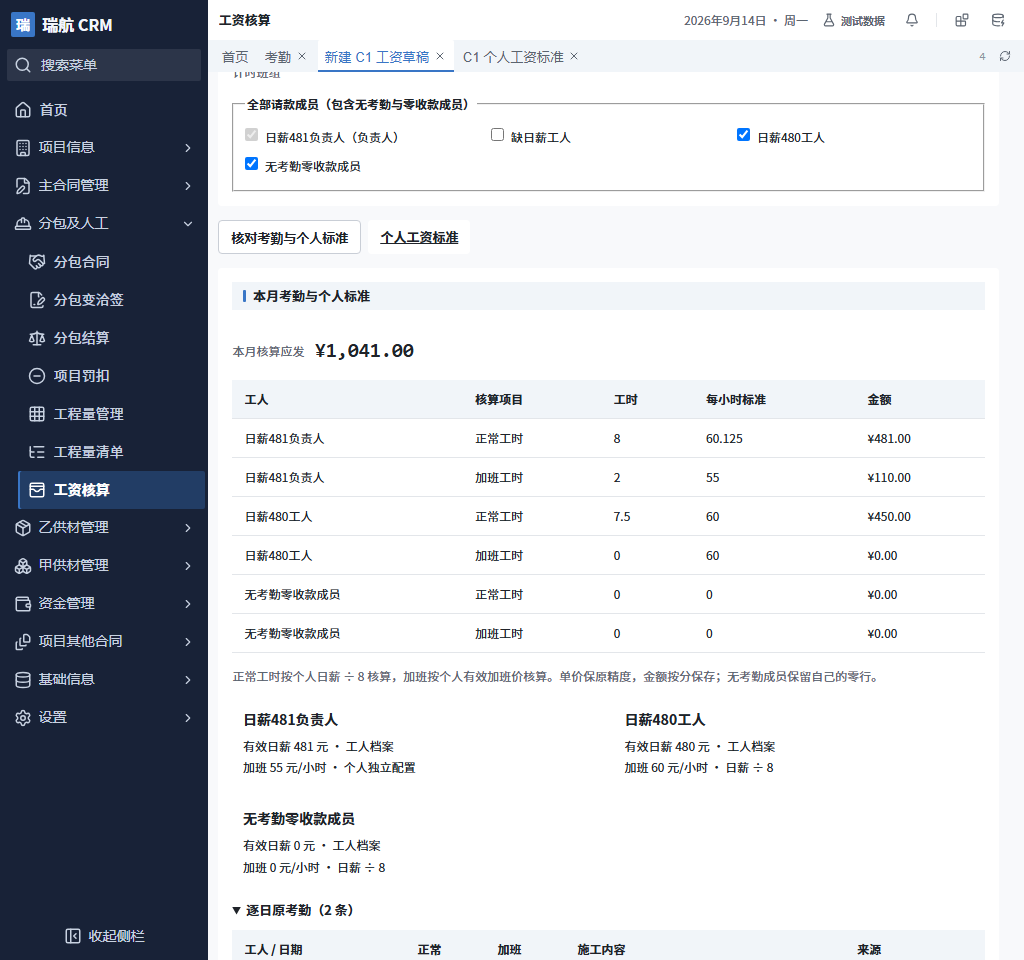 瑞 瑞航 CRM
搜索菜单
首页
项目信息
主合同管理
分包及人工
分包合同
分包变洽签
分包结算
项目罚扣
工程量管理
工程量清单
工资核算
乙供材管理
甲供材管理
资金管理
项目其他合同
基础信息
设置
收起侧栏
工资核算
2026年9月14日 · 周一 测试数据
首页 考勤 × 新建 C1 工资草稿 × C1 个人工资标准 × 4
计时班组
全部请款成员（包含无考勤与零收款成员）
日薪481负责人（负责人） 缺日薪工人 日薪480工人
无考勤零收款成员
核对考勤与个人标准 个人工资标准
本月考勤与个人标准
本月核算应发 ¥1,041.00
工人 核算项目 工时 每小时标准 金额
日薪481负责人 正常工时 8 60.125 ¥481.00
日薪481负责人 加班工时 2 55 ¥110.00
日薪480工人 正常工时 7.5 60 ¥450.00
日薪480工人 加班工时 0 60 ¥0.00
无考勤零收款成员 正常工时 0 0 ¥0.00
无考勤零收款成员 加班工时 0 0 ¥0.00
正常工时按个人日薪 ÷ 8 核算，加班按个人有效加班价核算。单价保原精度，金额按分保存；无考勤成员保留自己的零行。
日薪481负责人
有效日薪 481 元 · 工人档案
加班 55 元/小时 · 个人独立配置
日薪480工人
有效日薪 480 元 · 工人档案
加班 60 元/小时 · 日薪 ÷ 8
无考勤零收款成员
有效日薪 0 元 · 工人档案
加班 0 元/小时 · 日薪 ÷ 8
▼ 逐日原考勤（2 条）
工人 / 日期 正常 加班 施工内容 来源